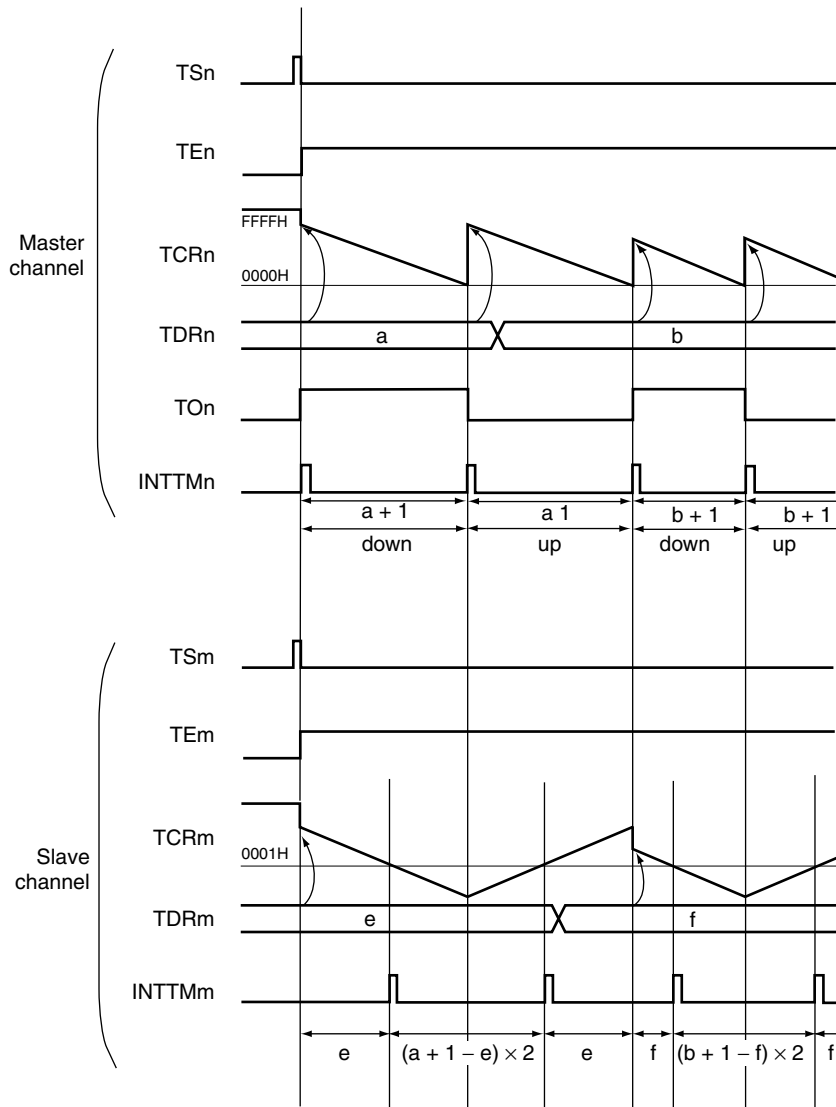 TSn
TEn
FFFFH
Master channel
TCRn
0000H
TDRn
a
b
TOn
INTTMn
a + 1
a 1
b + 1
b + 1
down
up
down
up
TSm
TEm
TCRm
0001H
Slave channel
TDRm
e
f
INTTMm
e
(a + 1 − e) × 2
e
f
(b + 1 − f) × 2
f